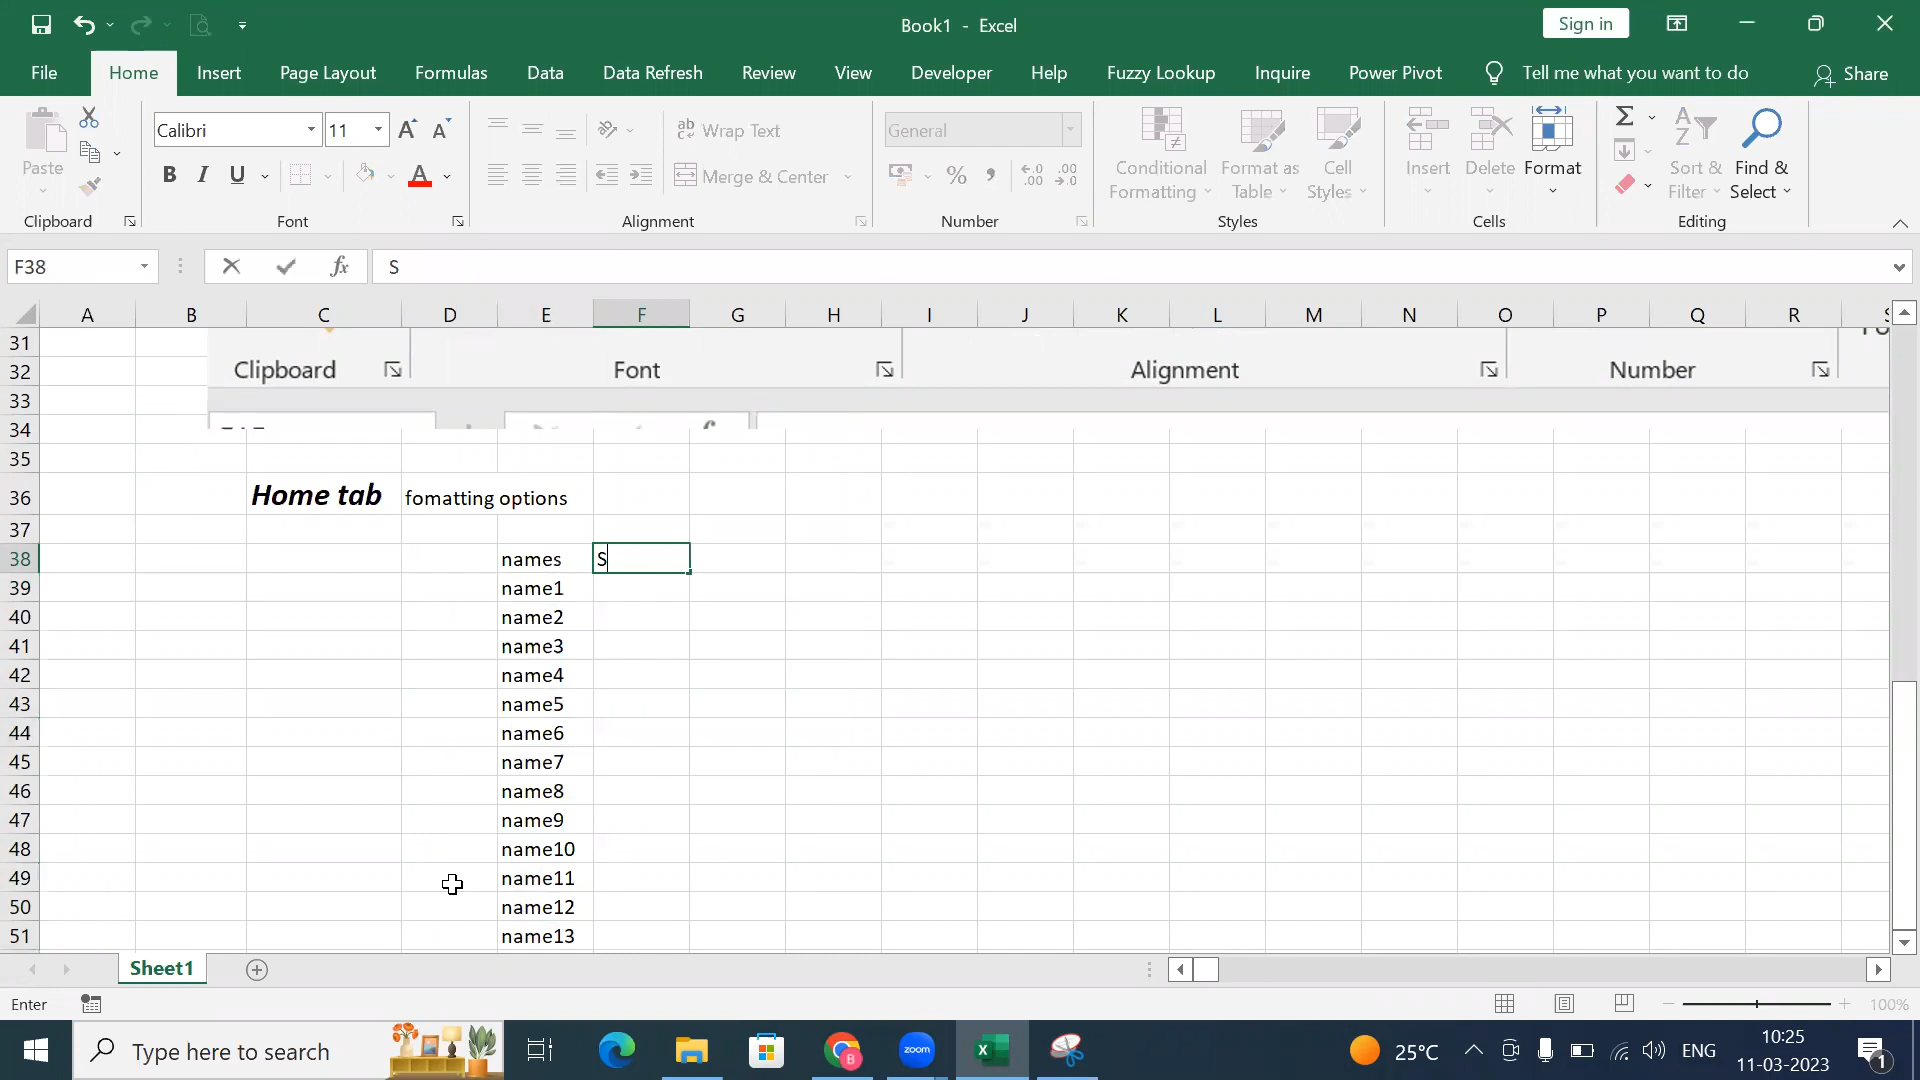 Book1 - Excel
Sign in
File Home Insert Page Layout Formulas Data Data Refresh Review View Developer Help Fuzzy Lookup Inquire Power Pivot Tell me what you want to do Share
Calibri 11 A A ab Wrap Text General
Paste B I U A Merge & Center % , Conditional Formatting Format as Table Cell Styles Insert Delete Format Σ Sort & Filter Find & Select
Clipboard Font Alignment Number Styles Cells Editing
F38 fx S
A B C D E F G H I J K L M N O P Q R
31
32 Clipboard Font Alignment Number
33
34
35
36 Home tab fomatting options
37
38 names S
39 name1
40 name2
41 name3
42 name4
43 name5
44 name6
45 name7
46 name8
47 name9
48 name10
49 name11
50 name12
51 name13
Sheet1
Enter 100%
Type here to search zoom 25°C ENG 10:25
11-03-2023 1